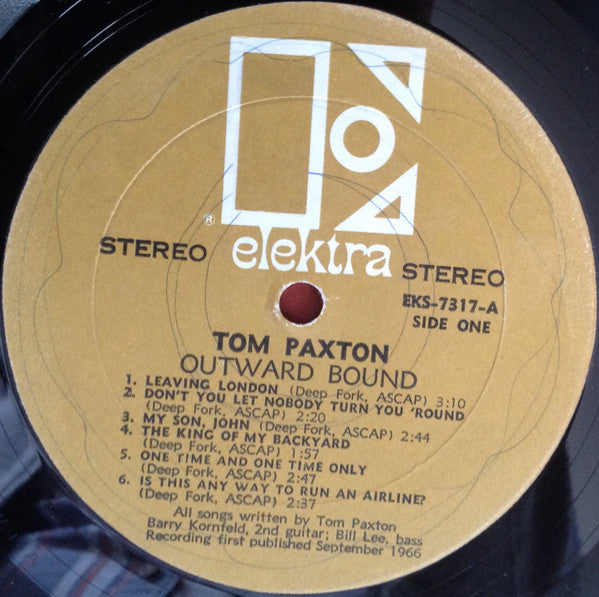 ®
elektra
STEREO STEREO
EKS-7317-A
SIDE ONE
TOM PAXTON
OUTWARD BOUND
1. LEAVING LONDON (Deep Fork, ASCAP) 3:10
2. DON'T YOU LET NOBODY TURN YOU 'ROUND
(Deep Fork, ASCAP) 2:20
3. MY SON, JOHN (Deep Fork, ASCAP) 2:44
4. THE KING OF MY BACKYARD
(Deep Fork, ASCAP) 1:57
5. ONE TIME AND ONE TIME ONLY
(Deep Fork, ASCAP) 2:47
6. IS THIS ANY WAY TO RUN AN AIRLINE?
(Deep Fork, ASCAP) 2:37
All songs written by Tom Paxton
Barry Kornfeld, 2nd guitar; Bill Lee, bass
Recording first published September 1966